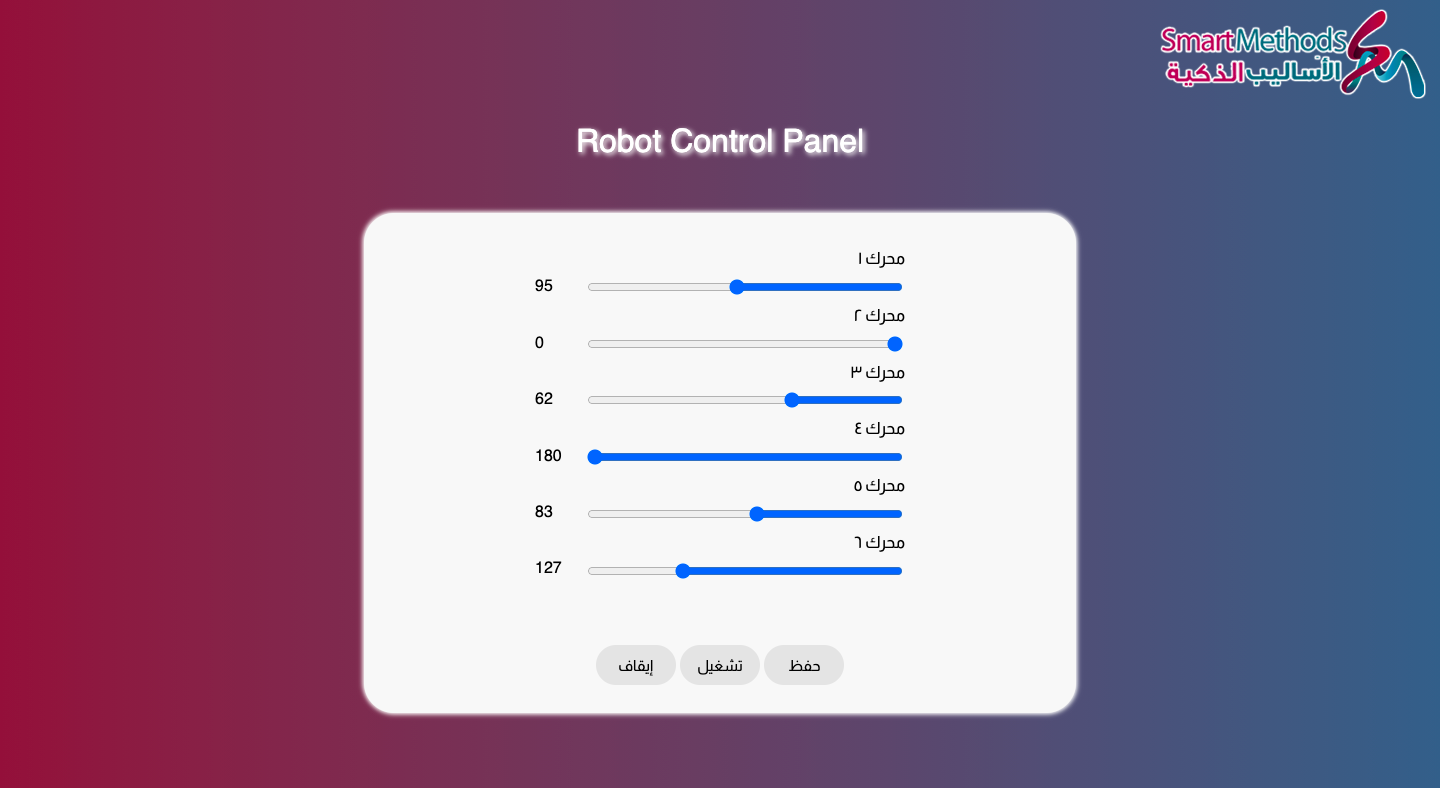 SmartMethods
الأساليب الذكية
Robot Control Panel
محرك ١
95
محرك ٢
0
محرك ٣
62
محرك ٤
180
محرك ٥
83
محرك ٦
127
حفظ تشغيل إيقاف